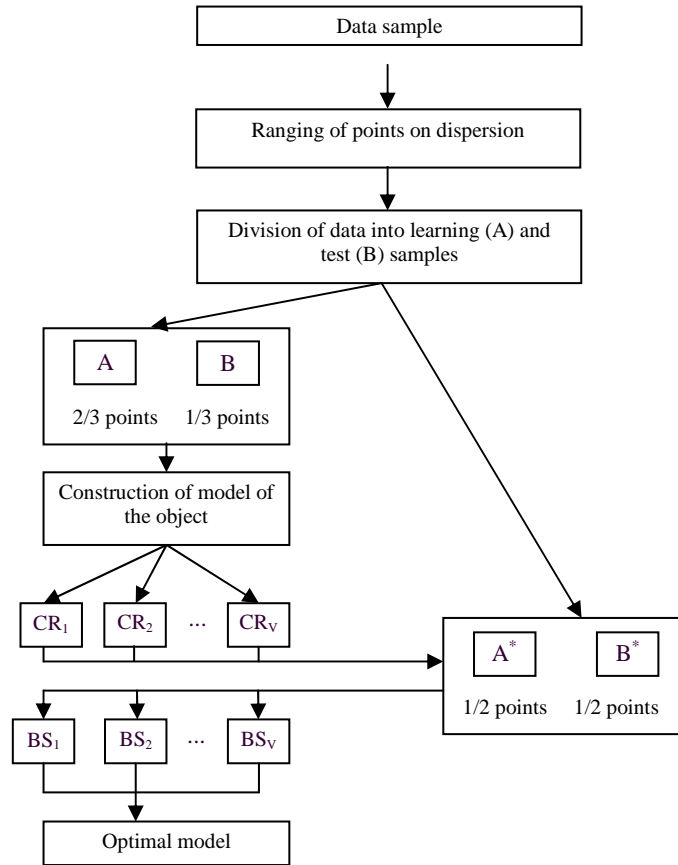 Data sample
Ranging of points on dispersion
Division of data into learning (A) and
test (B) samples
A B
2/3 points 1/3 points
Construction of model of
the object
CR₁ CR₂ ... CRᵥ
A* B*
1/2 points 1/2 points
BS₁ BS₂ ... BSᵥ
Optimal model